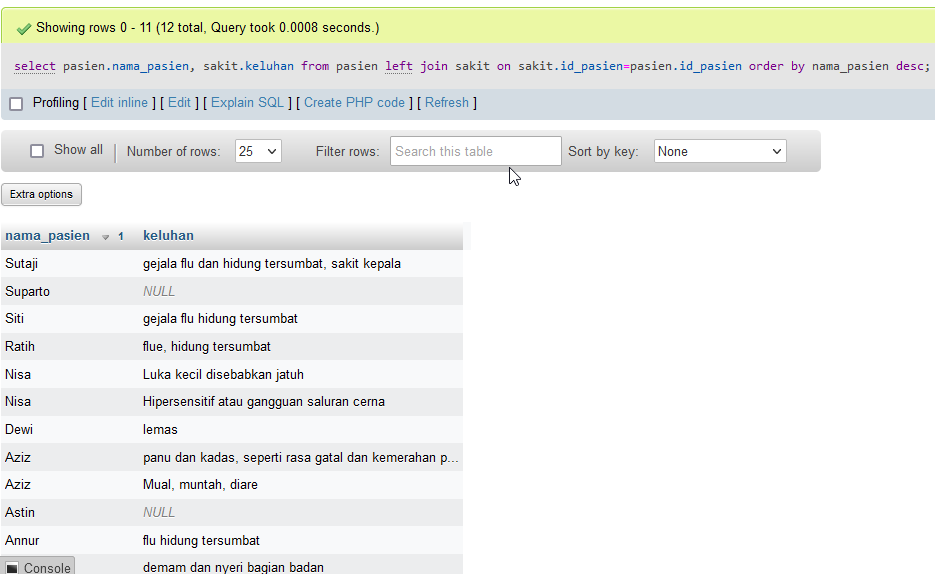 Showing rows 0 - 11 (12 total, Query took 0.0008 seconds.)
select pasien.nama_pasien, sakit.keluhan from pasien left join sakit on sakit.id_pasien=pasien.id_pasien order by nama_pasien desc;
Profiling [ Edit inline ] [ Edit ] [ Explain SQL ] [ Create PHP code ] [ Refresh ]
Show all Number of rows: 25 Filter rows: Search this table Sort by key: None
Extra options
nama_pasien 1 keluhan
Sutaji gejala flu dan hidung tersumbat, sakit kepala
Suparto NULL
Siti gejala flu hidung tersumbat
Ratih flue, hidung tersumbat
Nisa Luka kecil disebabkan jatuh
Nisa Hipersensitif atau gangguan saluran cerna
Dewi lemas
Aziz panu dan kadas, seperti rasa gatal dan kemerahan p...
Aziz Mual, muntah, diare
Astin NULL
Annur flu hidung tersumbat
Console demam dan nyeri bagian badan